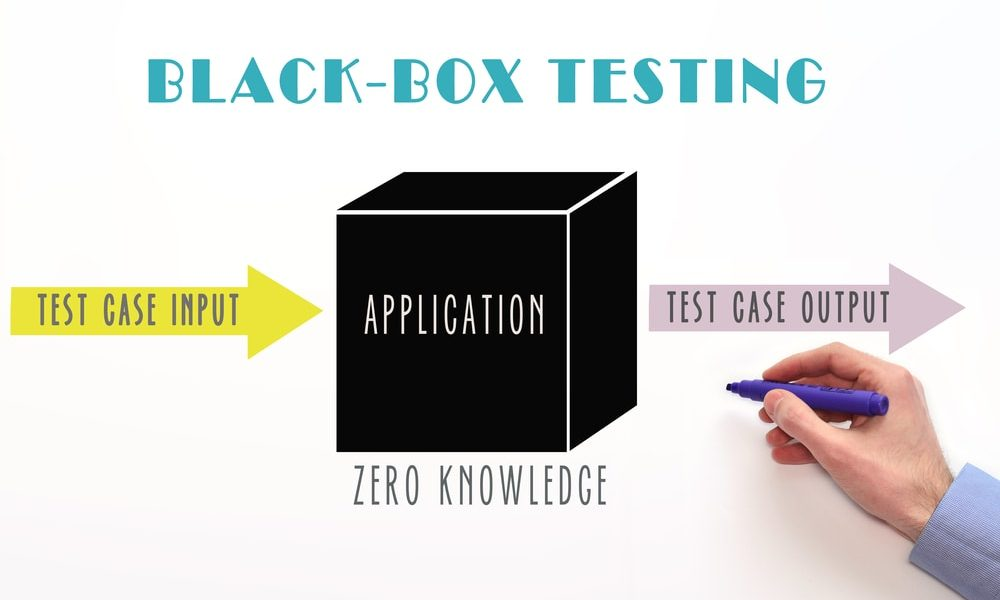 BLACK-BOX TESTING
TEST CASE INPUT
APPLICATION
TEST CASE OUTPUT
ZERO KNOWLEDGE